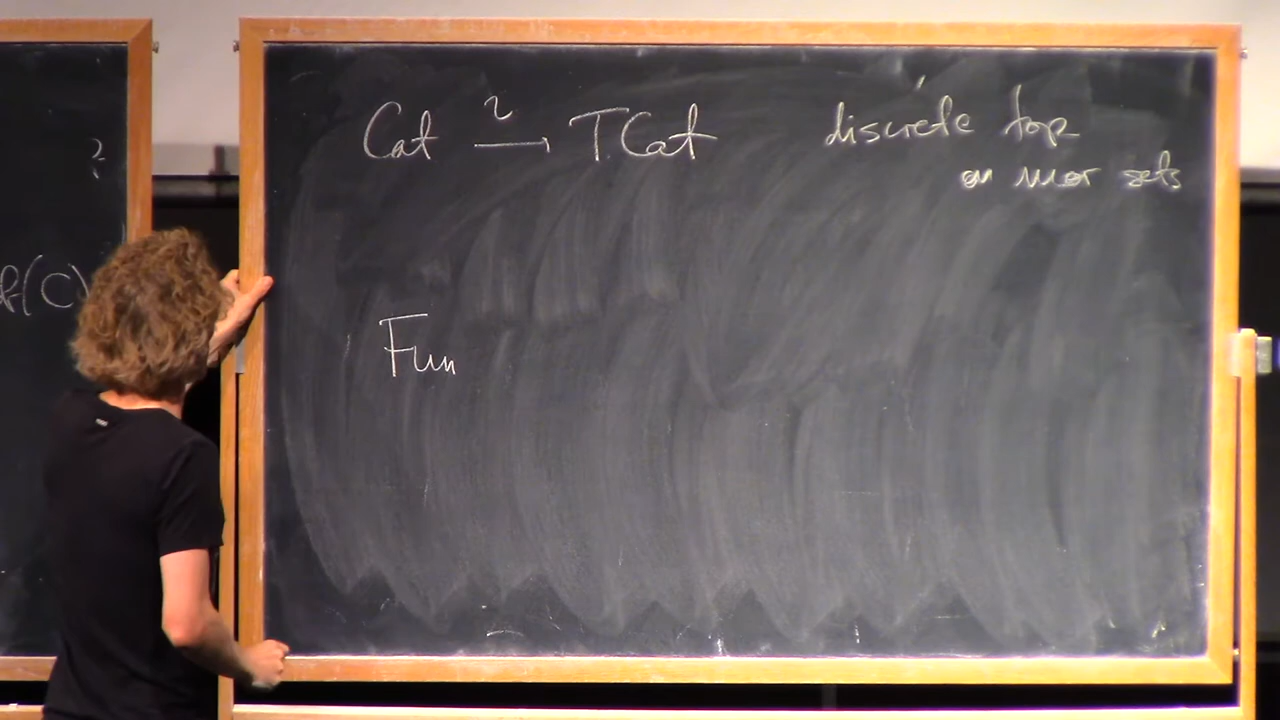 ?
(C)
Cat ⟶ T.Cat discrete top
on mor sets
Fun